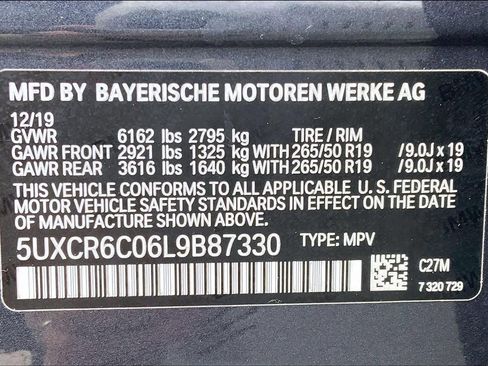 MFD BY BAYERISCHE MOTOREN WERKE AG
12/19
GVWR 6162 lbs 2795 kg TIRE / RIM
GAWR FRONT 2921 lbs 1325 kg WITH 265/50 R19 /9.0J x 19
GAWR REAR 3616 lbs 1640 kg WITH 265/50 R19 /9.0J x 19
THIS VEHICLE CONFORMS TO ALL APPLICABLE U. S. FEDERAL
MOTOR VEHICLE SAFETY STANDARDS IN EFFECT ON THE
DATE OF MANUFACTURE SHOWN ABOVE.
5UXCR6C06L9B87330 TYPE: MPV
C27M
7 320 729